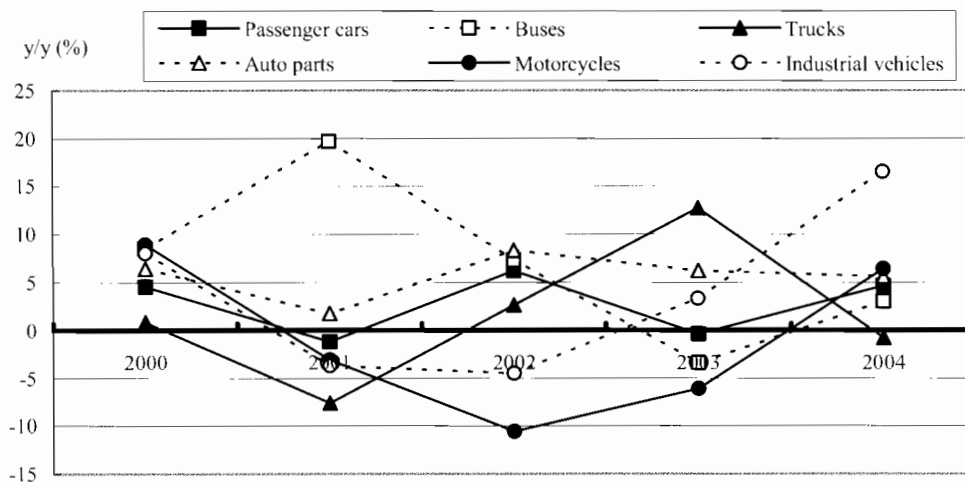 y/y (%)
Passenger cars Buses Trucks
Auto parts Motorcycles Industrial vehicles
25
20
15
10
5
0
2000 2001 2002 2003 2004
-5
-10
-15